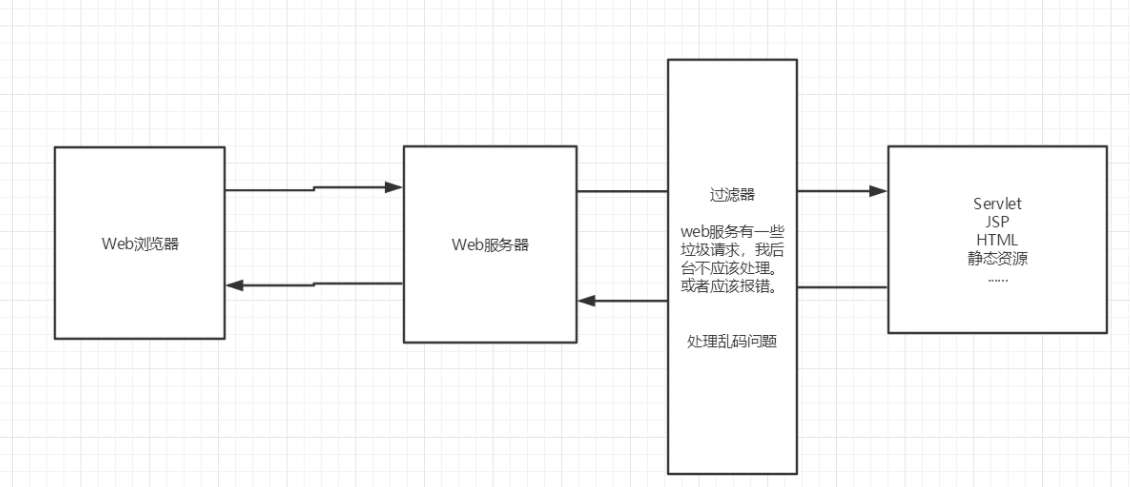 Web浏览器
Web服务器
过滤器
web服务有一些
垃圾请求，我后
台不应该处理。
或者应该报错。
处理乱码问题
Servlet
JSP
HTML
静态资源
......